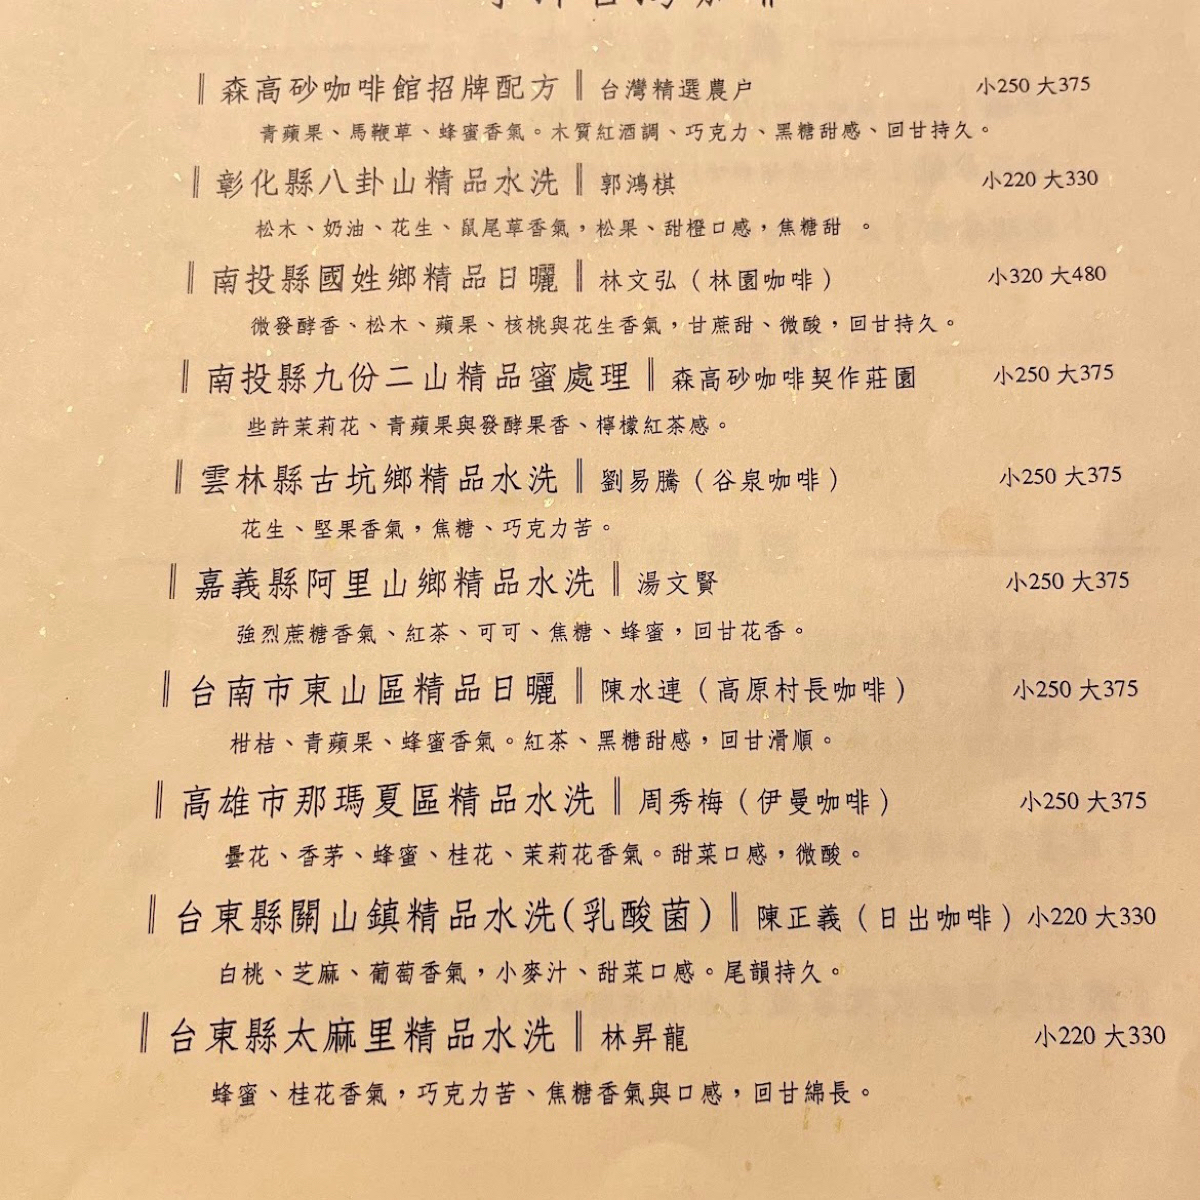 ‖ 森高砂咖啡館招牌配方 ‖ 台灣精選農户 小250 大375
青蘋果、馬鞭草、蜂蜜香氣。木質紅酒調、巧克力、黑糖甜感、回甘持久。
‖ 彰化縣八卦山精品水洗 ‖ 郭鴻棋 小220 大330
松木、奶油、花生、鼠尾草香氣，松果、甜橙口感，焦糖甜 。
‖ 南投縣國姓鄉精品日曬 ‖ 林文弘（林園咖啡） 小320 大480
微發酵香、松木、蘋果、核桃與花生香氣，甘蔗甜、微酸，回甘持久。
‖ 南投縣九份二山精品蜜處理 ‖ 森高砂咖啡契作莊園 小250 大375
些許茉莉花、青蘋果與發酵果香、檸檬紅茶感。
‖ 雲林縣古坑鄉精品水洗 ‖ 劉易騰（谷泉咖啡） 小250 大375
花生、堅果香氣，焦糖、巧克力苦。
‖ 嘉義縣阿里山鄉精品水洗 ‖ 湯文賢 小250 大375
強烈蔗糖香氣、紅茶、可可、焦糖、蜂蜜，回甘花香。
‖ 台南市東山區精品日曬 ‖ 陳水連（高原村長咖啡） 小250 大375
柑桔、青蘋果、蜂蜜香氣。紅茶、黑糖甜感，回甘滑順。
‖ 高雄市那瑪夏區精品水洗 ‖ 周秀梅（伊曼咖啡） 小250 大375
曇花、香茅、蜂蜜、桂花、茉莉花香氣。甜菜口感，微酸。
‖ 台東縣關山鎮精品水洗(乳酸菌) ‖ 陳正義（日出咖啡） 小220 大330
白桃、芝麻、葡萄香氣，小麥汁、甜菜口感。尾韻持久。
‖ 台東縣太麻里精品水洗 ‖ 林昇龍 小220 大330
蜂蜜、桂花香氣，巧克力苦、焦糖香氣與口感，回甘綿長。